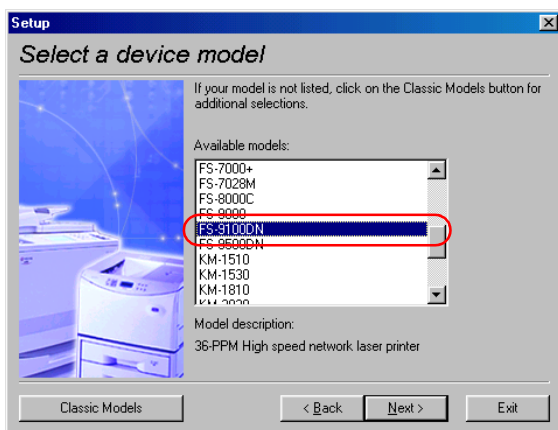 Setup
Select a device model
If your model is not listed, click on the Classic Models button for
additional selections.
Available models:
FS-7000+
FS-7028M
FS-8000C
FS-9000
FS-9100DN
FS-9500DN
KM-1510
KM-1530
KM-1810
KM-2030
Model description:
36-PPM High speed network laser printer
Classic Models
< Back
Next >
Exit